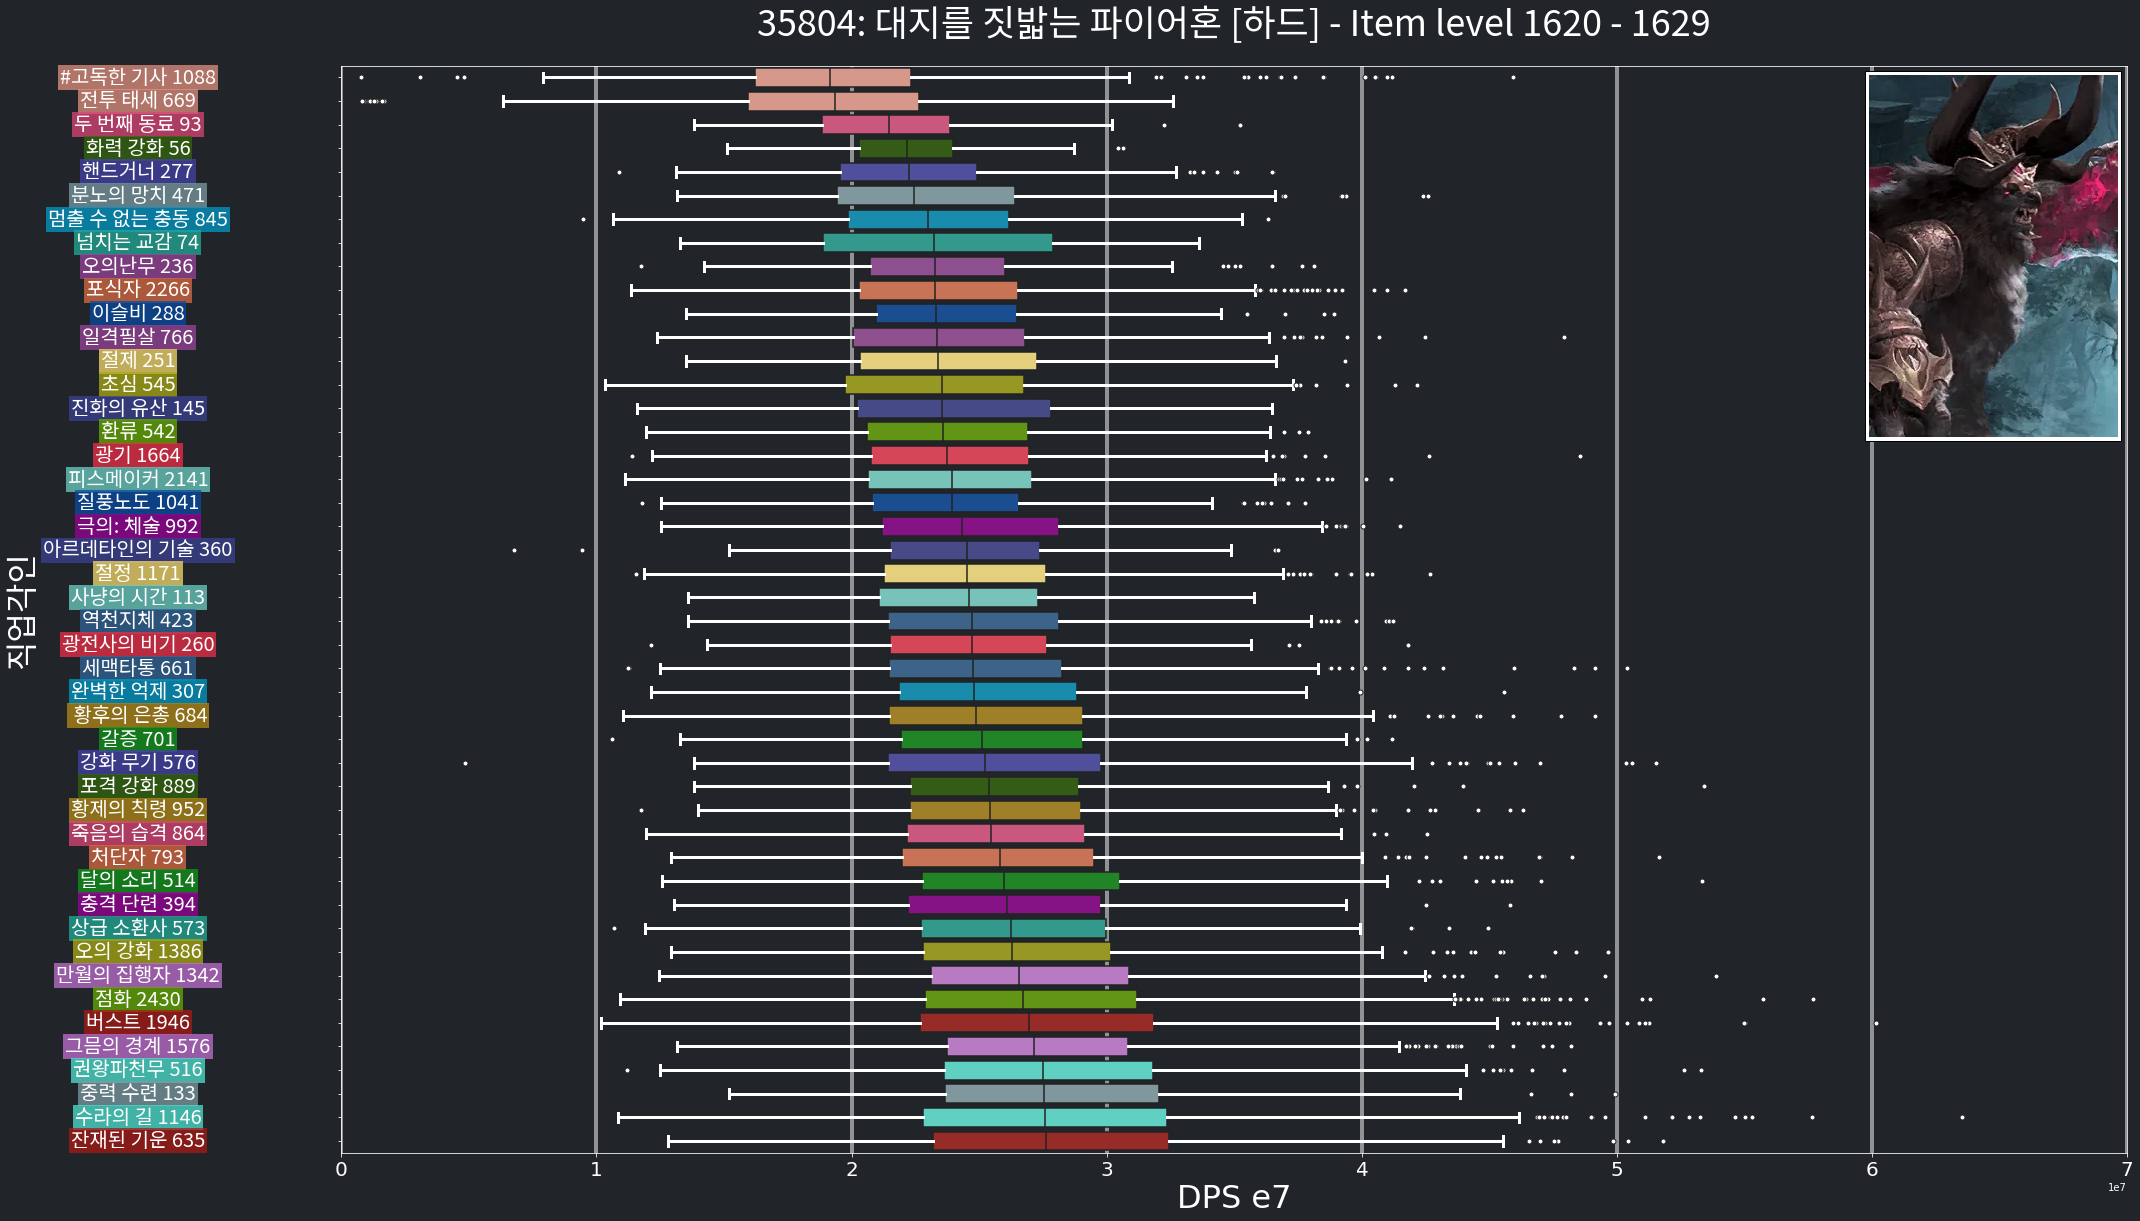 35804: 대지를 짓밟는 파이어혼 [하드] - Item level 1620 - 1629
직업각인
#고독한 기사 1088
전투 태세 669
두 번째 동료 93
화력 강화 56
핸드거너 277
분노의 망치 471
멈출 수 없는 충동 845
넘치는 교감 74
오의난무 236
포식자 2266
이슬비 288
일격필살 766
절제 251
초심 545
진화의 유산 145
환류 542
광기 1664
피스메이커 2141
질풍노도 1041
극의: 체술 992
아르데타인의 기술 360
절정 1171
사냥의 시간 113
역천지체 423
광전사의 비기 260
세맥타통 661
완벽한 억제 307
황후의 은총 684
갈증 701
강화 무기 576
포격 강화 889
황제의 칙령 952
죽음의 습격 864
처단자 793
달의 소리 514
충격 단련 394
상급 소환사 573
오의 강화 1386
만월의 집행자 1342
점화 2430
버스트 1946
그믐의 경계 1576
권왕파천무 516
중력 수련 133
수라의 길 1146
잔재된 기운 635
0 1 2 3 4 5 6 7
1e7
DPS e7